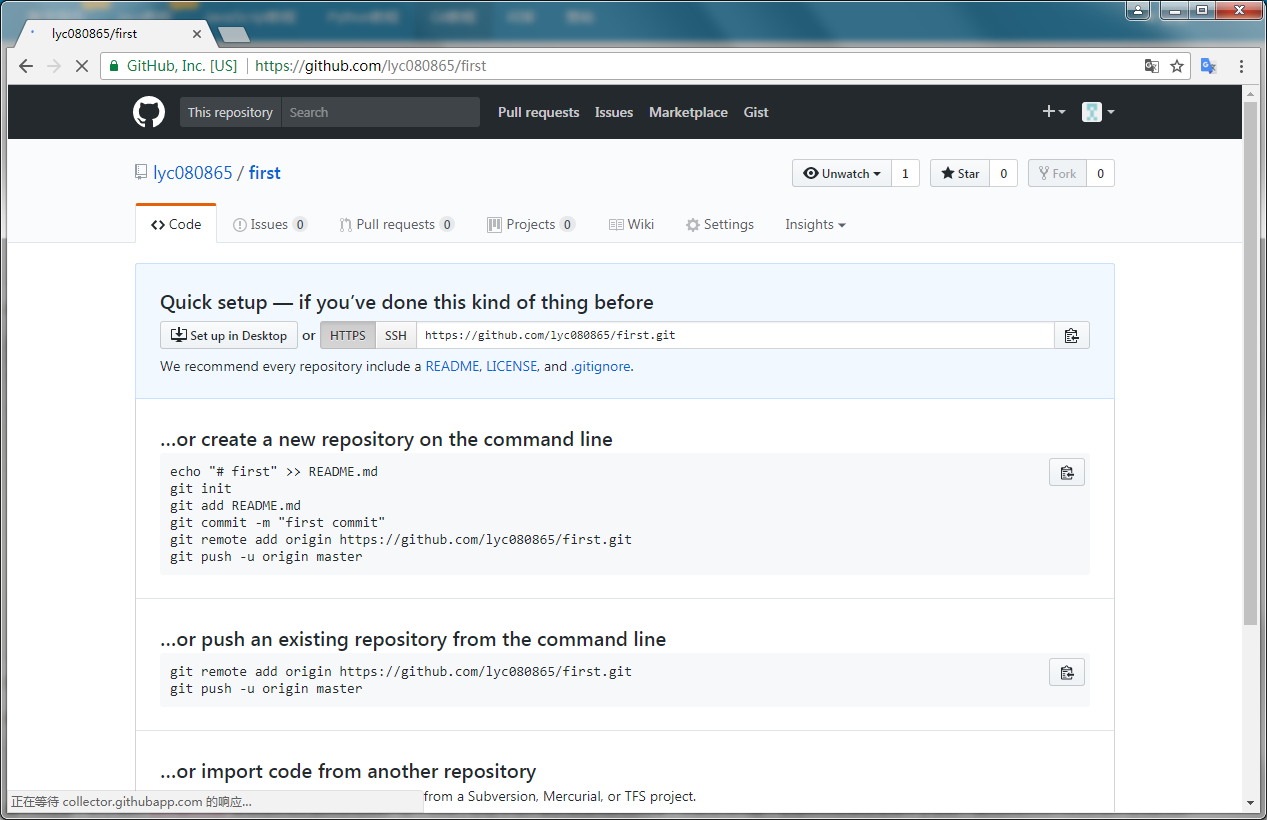 lyc080865/first
GitHub, Inc. [US] https://github.com/lyc080865/first
This repository Search Pull requests Issues Marketplace Gist
lyc080865 / first Unwatch 1 Star 0 Fork 0
Code Issues 0 Pull requests 0 Projects 0 Wiki Settings Insights
Quick setup — if you’ve done this kind of thing before
Set up in Desktop or HTTPS SSH https://github.com/lyc080865/first.git
We recommend every repository include a README, LICENSE, and .gitignore.
…or create a new repository on the command line
echo "# first" >> README.md
git init
git add README.md
git commit -m "first commit"
git remote add origin https://github.com/lyc080865/first.git
git push -u origin master
…or push an existing repository from the command line
git remote add origin https://github.com/lyc080865/first.git
git push -u origin master
…or import code from another repository
from a Subversion, Mercurial, or TFS project.
正在等待 collector.githubapp.com 的响应...